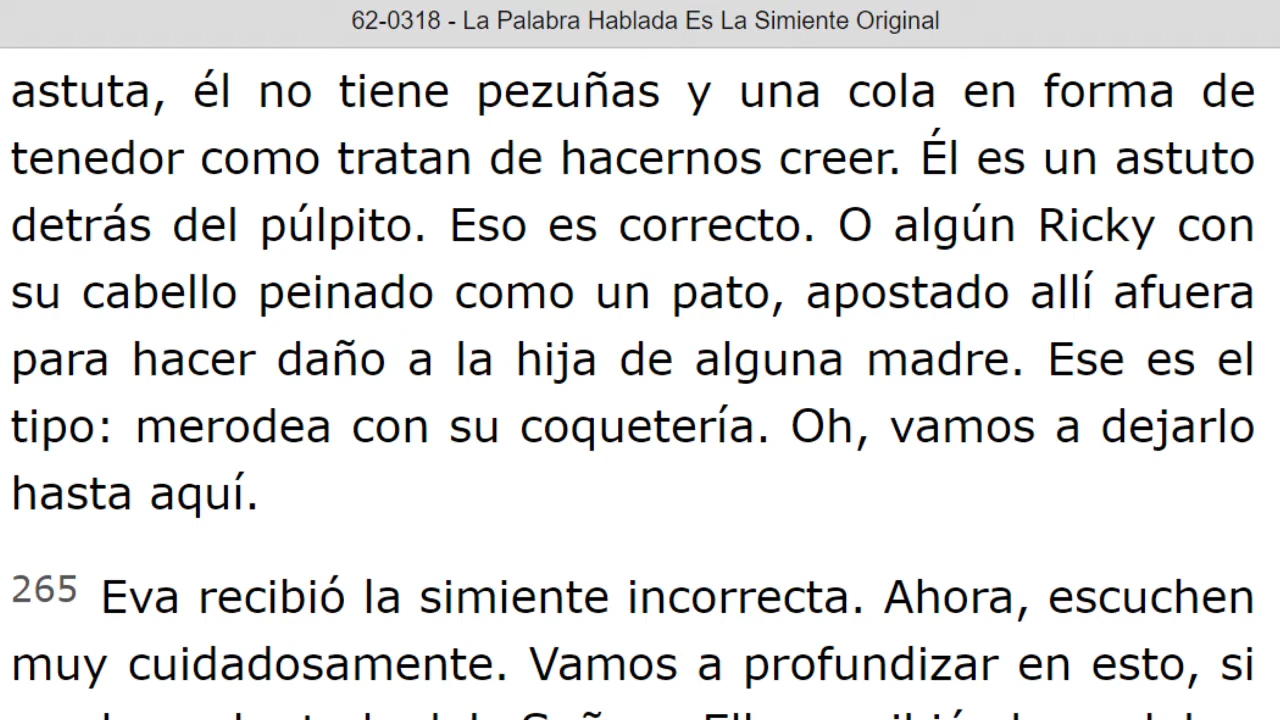 62-0318 - La Palabra Hablada Es La Simiente Original
astuta, él no tiene pezuñas y una cola en forma de
tenedor como tratan de hacernos creer. Él es un astuto
detrás del púlpito. Eso es correcto. O algún Ricky con
su cabello peinado como un pato, apostado allí afuera
para hacer daño a la hija de alguna madre. Ese es el
tipo: merodea con su coquetería. Oh, vamos a dejarlo
hasta aquí.
265 Eva recibió la simiente incorrecta. Ahora, escuchen
muy cuidadosamente. Vamos a profundizar en esto, si